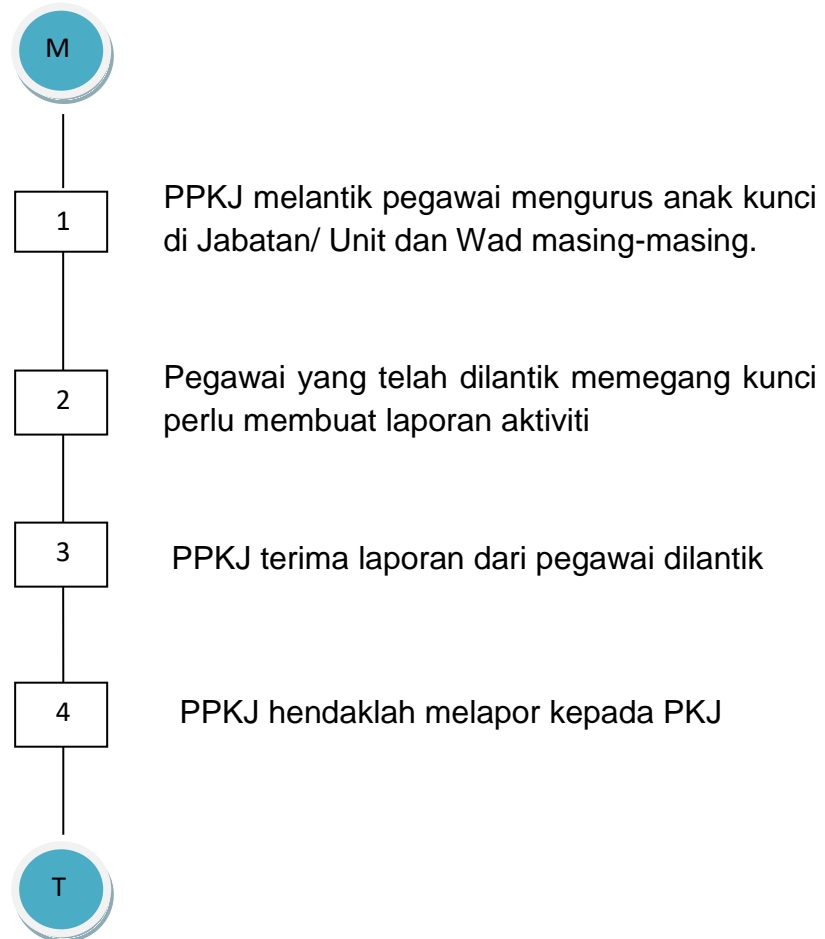 M
1
PPKJ melantik pegawai mengurus anak kunci
di Jabatan/ Unit dan Wad masing-masing.
2
Pegawai yang telah dilantik memegang kunci
perlu membuat laporan aktiviti
3
PPKJ terima laporan dari pegawai dilantik
4
PPKJ hendaklah melapor kepada PKJ
T